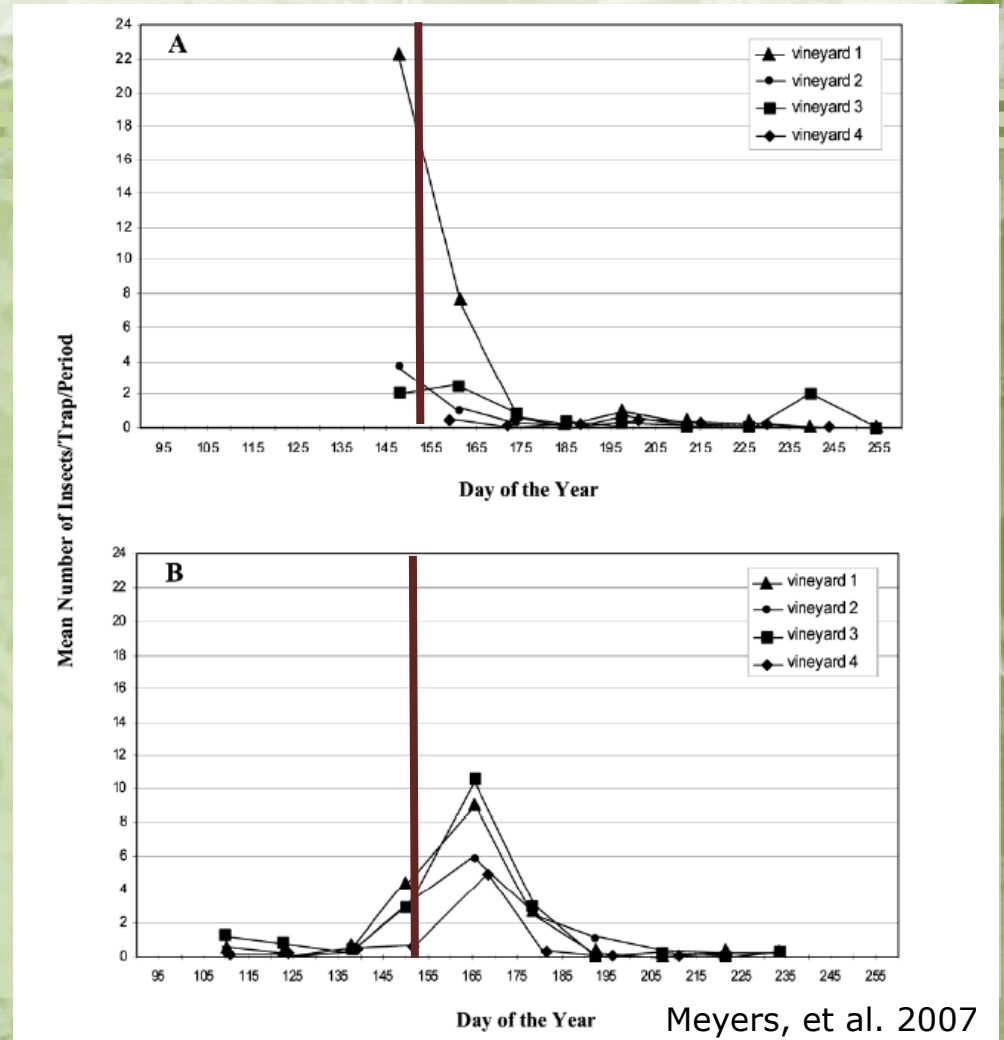 Mean Number of Insects/Trap/Period
A
24
22
20
18
16
14
12
10
8
6
4
2
0
vineyard 1
vineyard 2
vineyard 3
vineyard 4
95 105 115 125 135 145 155 165 175 185 195 205 215 225 235 245 255
Day of the Year
B
24
22
20
18
16
14
12
10
8
6
4
2
0
vineyard 1
vineyard 2
vineyard 3
vineyard 4
95 105 115 125 135 145 155 165 175 185 195 205 215 225 235 245 255
Day of the Year
Meyers, et al. 2007